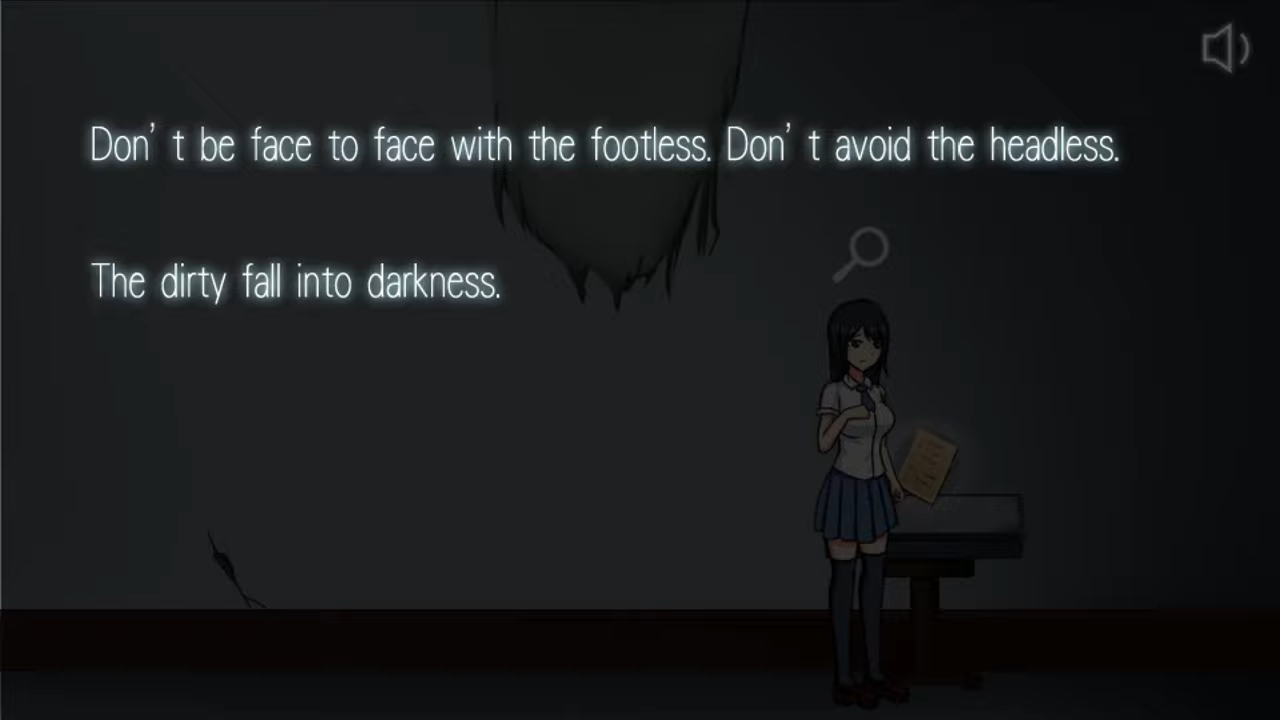 Don't be face to face with the footless. Don't avoid the headless.
The dirty fall into darkness.